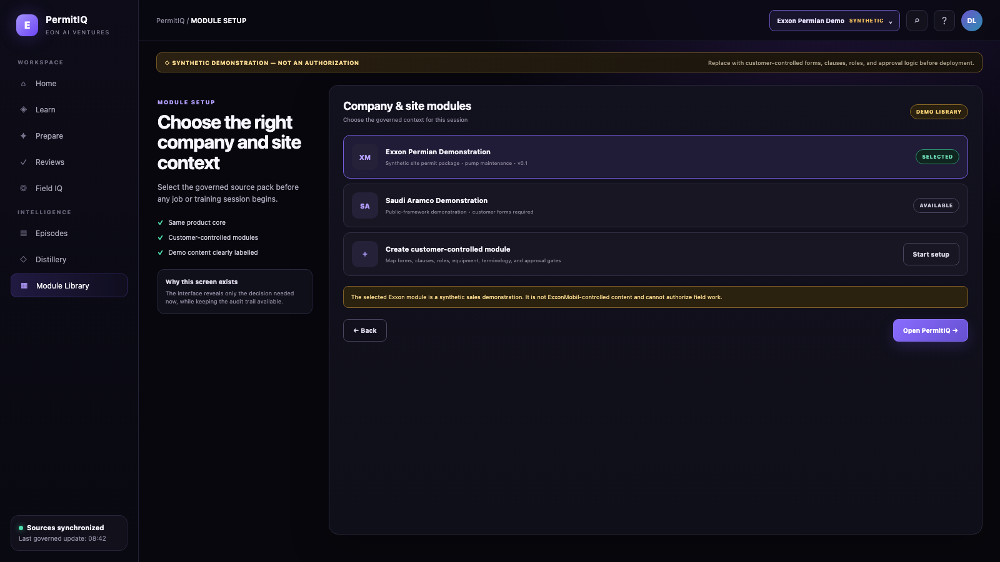 E
PermitIQ
EON AI VENTURES
WORKSPACE
⌂ Home
◈ Learn
✦ Prepare
✓ Reviews
◎ Field IQ
INTELLIGENCE
▤ Episodes
◇ Distillery
▦ Module Library
Sources synchronized
Last governed update: 08:42
PermitIQ / MODULE SETUP
Exxon Permian Demo SYNTHETIC ⌄
⌕
?
DL
◇ SYNTHETIC DEMONSTRATION — NOT AN AUTHORIZATION
Replace with customer-controlled forms, clauses, roles, and approval logic before deployment.
MODULE SETUP
Choose the right
company and site
context
Select the governed source pack before
any job or training session begins.
✓ Same product core
✓ Customer-controlled modules
✓ Demo content clearly labelled
Why this screen exists
The interface reveals only the decision needed
now, while keeping the audit trail available.
Company & site modules
Choose the governed context for this session
DEMO LIBRARY
XM
Exxon Permian Demonstration
Synthetic site permit package • pump maintenance • v0.1
SELECTED
SA
Saudi Aramco Demonstration
Public-framework demonstration • customer forms required
AVAILABLE
+
Create customer-controlled module
Map forms, clauses, roles, equipment, terminology, and approval gates
Start setup
The selected Exxon module is a synthetic sales demonstration. It is not ExxonMobil-controlled content and cannot authorize field work.
← Back
Open PermitIQ →